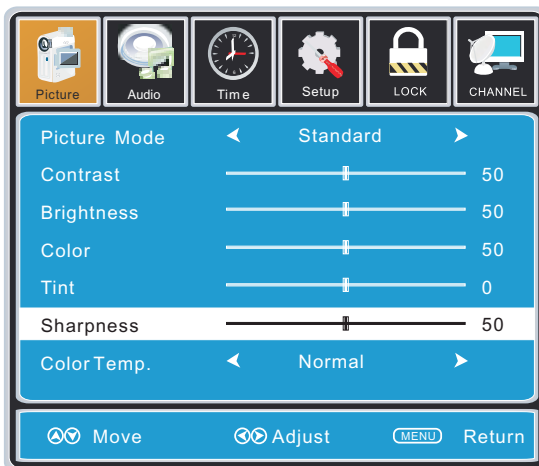 Picture Audio Time Setup LOCK CHANNEL
Picture Mode Standard
Contrast 50
Brightness 50
Color 50
Tint 0
Sharpness 50
Color Temp. Normal
Move Adjust MENU Return